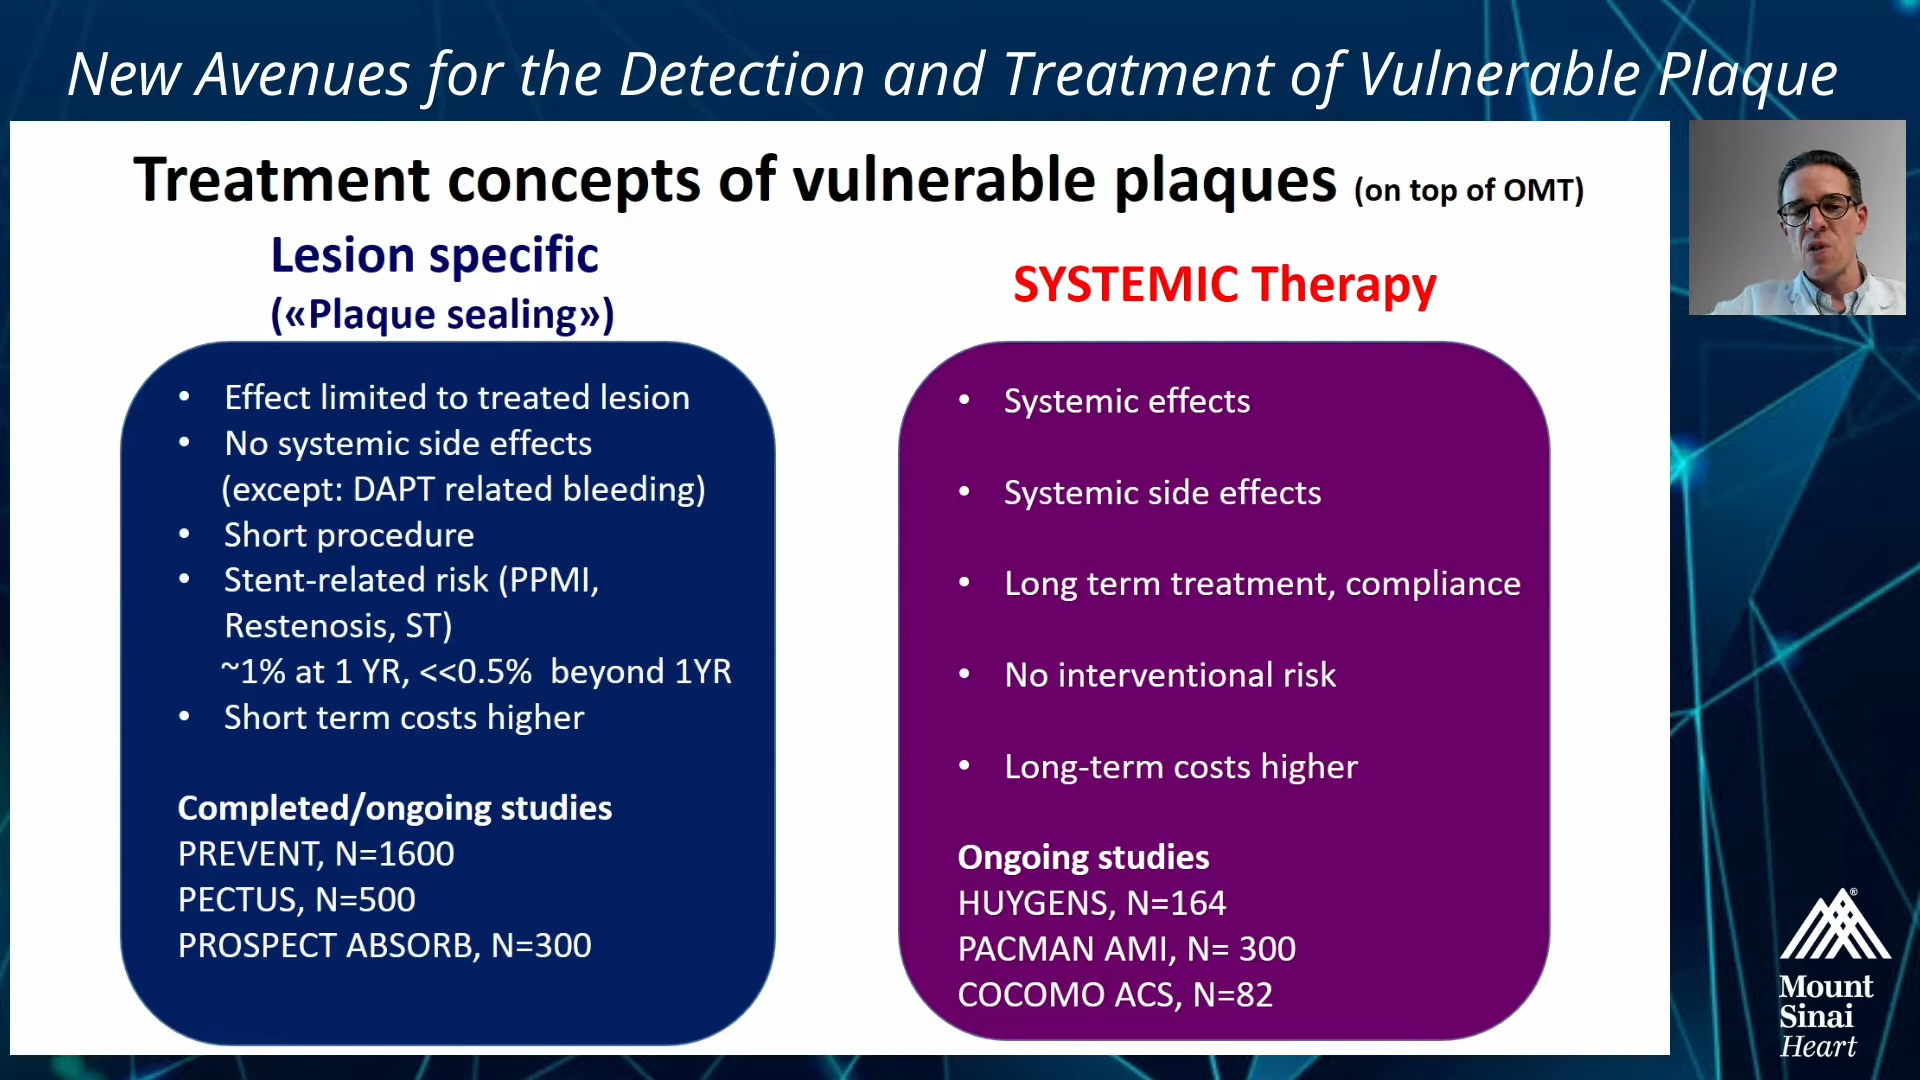 New Avenues for the Detection and Treatment of Vulnerable Plaque
Treatment concepts of vulnerable plaques (on top of OMT)
Lesion specific
(«Plaque sealing»)
• Effect limited to treated lesion
• No systemic side effects
(except: DAPT related bleeding)
• Short procedure
• Stent-related risk (PPMI,
Restenosis, ST)
~1% at 1 YR, <<0.5% beyond 1YR
• Short term costs higher
Completed/ongoing studies
PREVENT, N=1600
PECTUS, N=500
PROSPECT ABSORB, N=300
SYSTEMIC Therapy
• Systemic effects
• Systemic side effects
• Long term treatment, compliance
• No interventional risk
• Long-term costs higher
Ongoing studies
HUYGENS, N=164
PACMAN AMI, N= 300
COCOMO ACS, N=82
®
Mount
Sinai
Heart